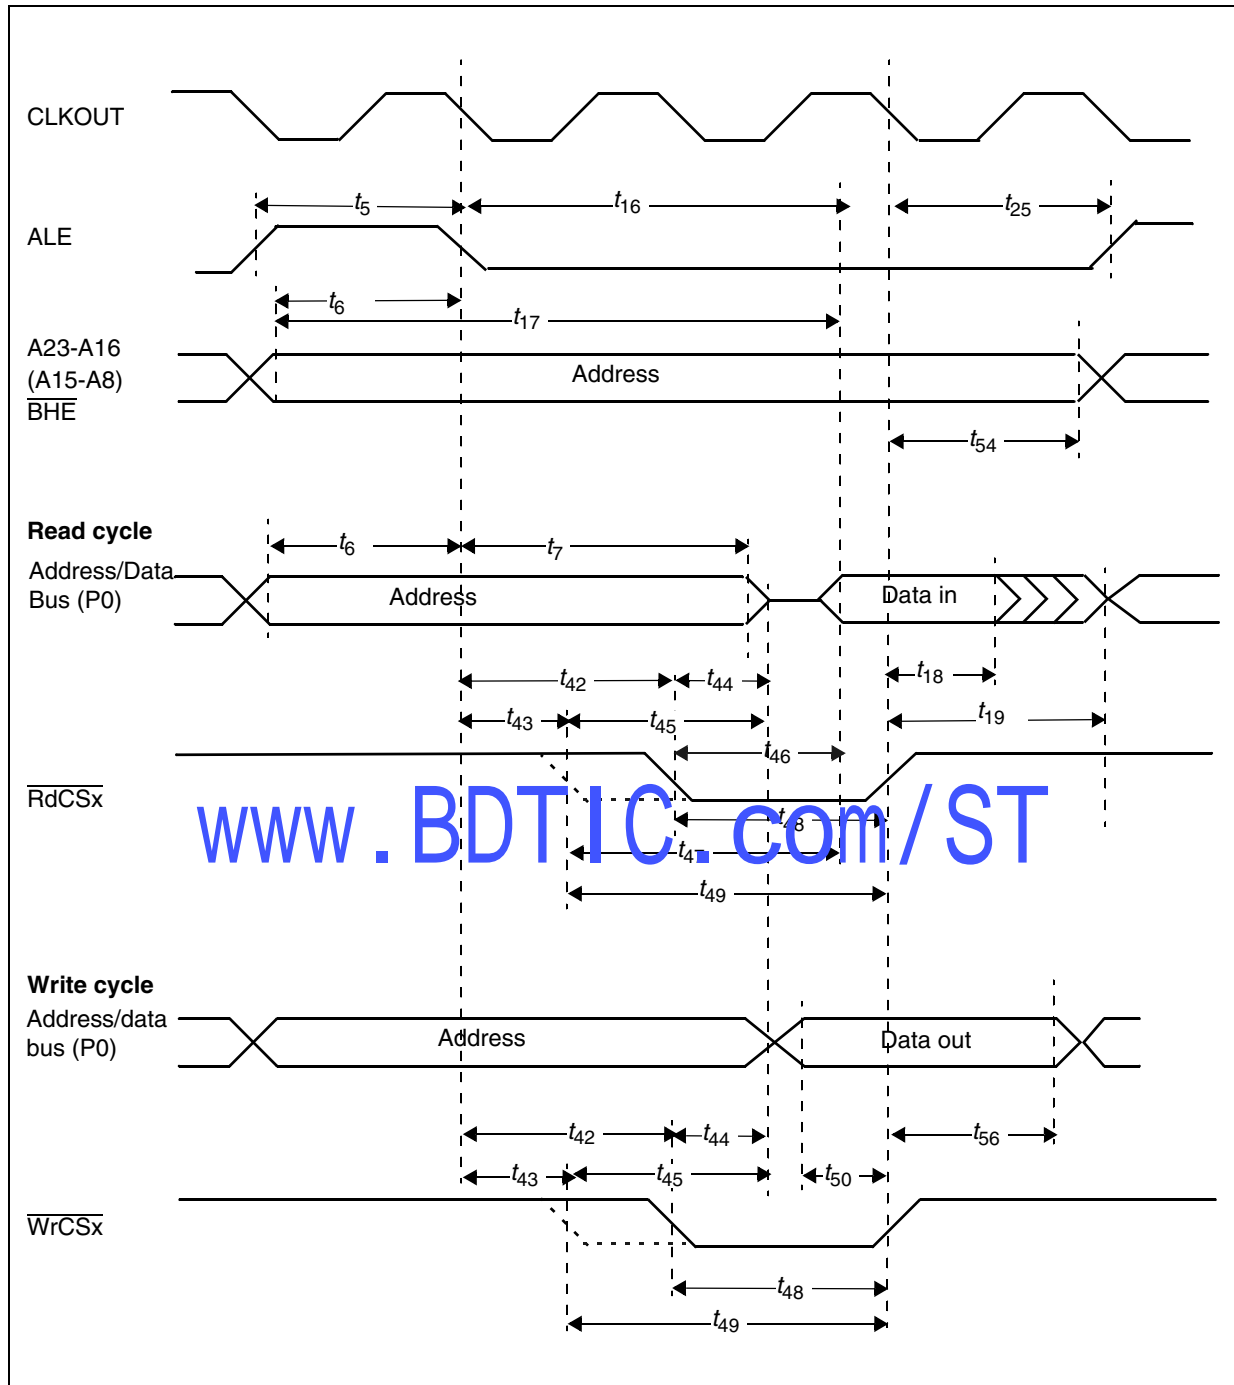 CLKOUT
t5 t16 t25
ALE
t6
t17
A23-A16
(A15-A8)
BHE
Address
t54
Read cycle
t6 t7
Address/Data
Bus (P0)
Address Data in
t42 t44 t18
t43 t45 t19
t46
RdCSx
t48
www.BDTIC.com/ST
t47
t49
Write cycle
Address/data
bus (P0)
Address Data out
t42 t44 t56
t43 t45 t50
WrCSx
t48
t49